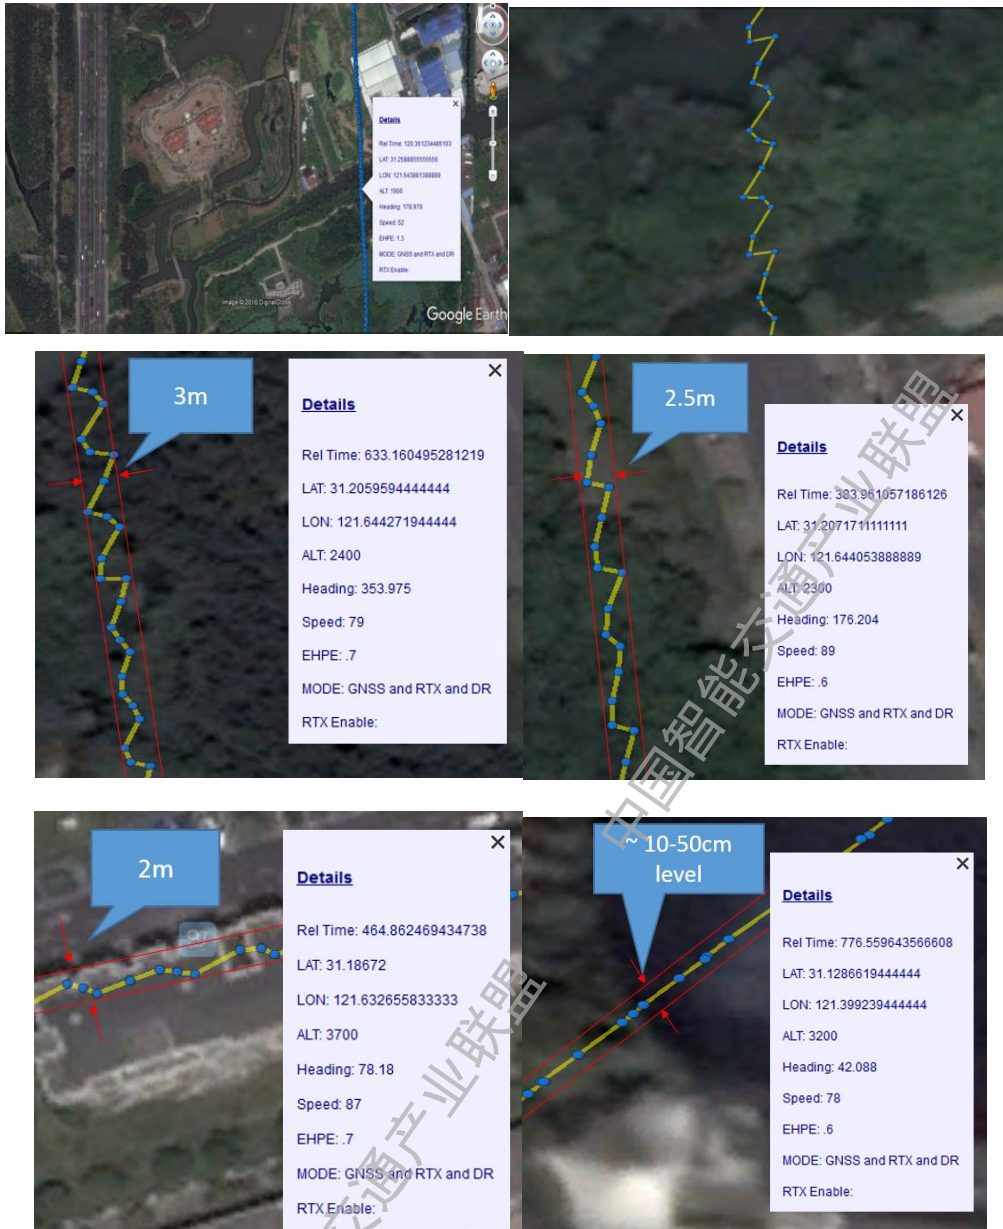 Details
Rel Time: 120.361234486103
LAT: 31.2588855555556
LON: 121.643881388889
ALT: 1900
Heading: 178.979
Speed: 52
EHPE: 1.3
MODE: GNSS and RTX and DR
RTX Enable:
Image © 2016 DigitalGlobe
Google Earth
3m
Details
Rel Time: 633.160495281219
LAT: 31.2059594444444
LON: 121.644271944444
ALT: 2400
Heading: 353.975
Speed: 79
EHPE: .7
MODE: GNSS and RTX and DR
RTX Enable:
2.5m
Details
Rel Time: 383.961057186126
LAT: 31.2071711111111
LON: 121.644053888889
ALT: 2300
Heading: 176.204
Speed: 89
EHPE: .6
MODE: GNSS and RTX and DR
RTX Enable:
中国智能交通产业联盟
2m
Details
Rel Time: 464.862469434738
LAT: 31.18672
LON: 121.632655833333
ALT: 3700
Heading: 78.18
Speed: 87
EHPE: .7
MODE: GNSS and RTX and DR
RTX Enable:
~ 10-50cm
level
Details
Rel Time: 776.559643566608
LAT: 31.1286619444444
LON: 121.399239444444
ALT: 3200
Heading: 42.088
Speed: 78
EHPE: .6
MODE: GNSS and RTX and DR
RTX Enable:
交通产业联盟